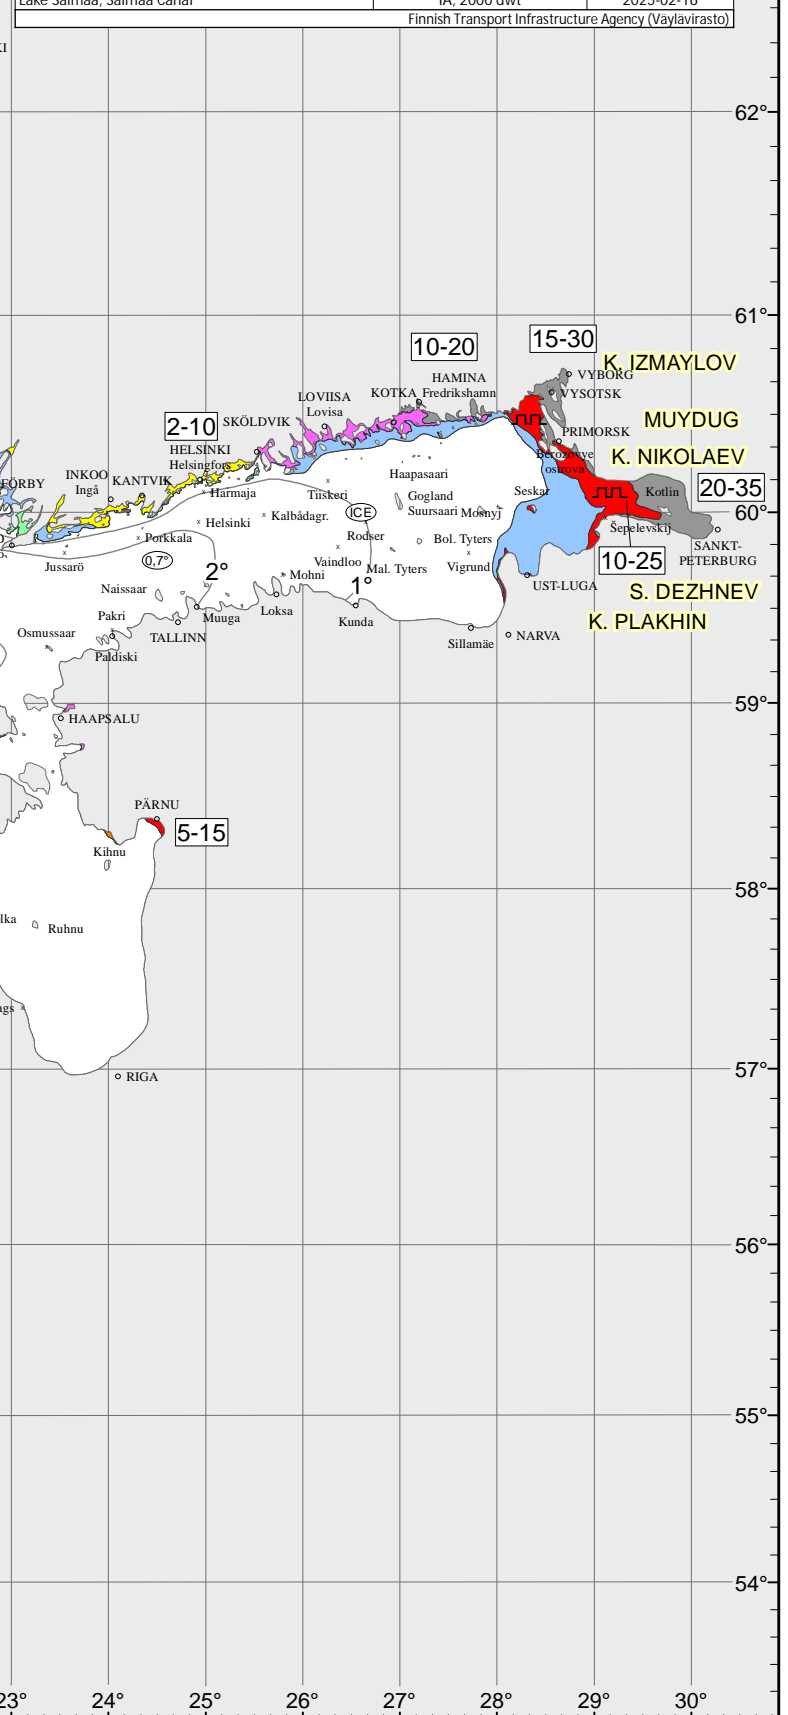 Lake Saimaa, Saimaa Canal
IA, 2000 dwt
2025-02-16
Finnish Transport Infrastructure Agency (Väylävirasto)
KI
62°
61°
15-30
10-20
K. IZMAYLOV
VYBORG
HAMINA
Fredrikshamn
KOTKA
VYSOTSK
LOVIISA
Lovisa
2-10
SKÖLDVIK
MUYDUG
PRIMORSK
HELSINKI
Helsingfors
Berozovye
ostrova
K. NIKOLAEV
INKOO
Ingå
KANTVIK
FÖRBY
Haapasaari
Harmaja
Tiiskeri
Gogland
Suursaari
Seskar
Kotlin
20-35
60°
Helsinki
Kalbådagr.
ICE
Mosnyj
Šepelevskij
Porkkala
Rodser
Bol. Tyters
SANKT-
PETERBURG
10-25
Jussarö
0,7°
2°
Mohni
Vaindloo
Mal. Tyters
Vigrund
1°
UST-LUGA
S. DEZHNEV
Naissaar
Loksa
Kunda
K. PLAKHIN
Pakri
Muuga
Osmussaar
TALLINN
Sillamäe
NARVA
Paldiski
59°
HAAPSALU
PÄRNU
5-15
Kihnu
58°
lka
Ruhnu
ags
57°
RIGA
56°
55°
54°
23°
24°
25°
26°
27°
28°
29°
30°